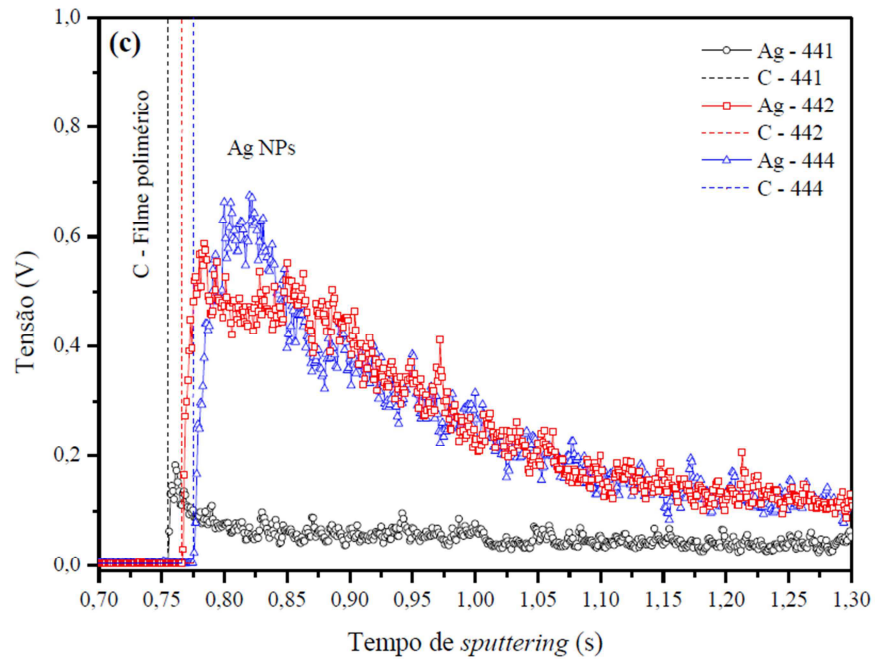 (c)
1,0
0,8
0,6
0,4
0,2
0,0
Tensão (V)
C - Filme polimérico
Ag NPs
Ag - 441
C - 441
Ag - 442
C - 442
Ag - 444
C - 444
0,70 0,75 0,80 0,85 0,90 0,95 1,00 1,05 1,10 1,15 1,20 1,25 1,30
Tempo de sputtering (s)